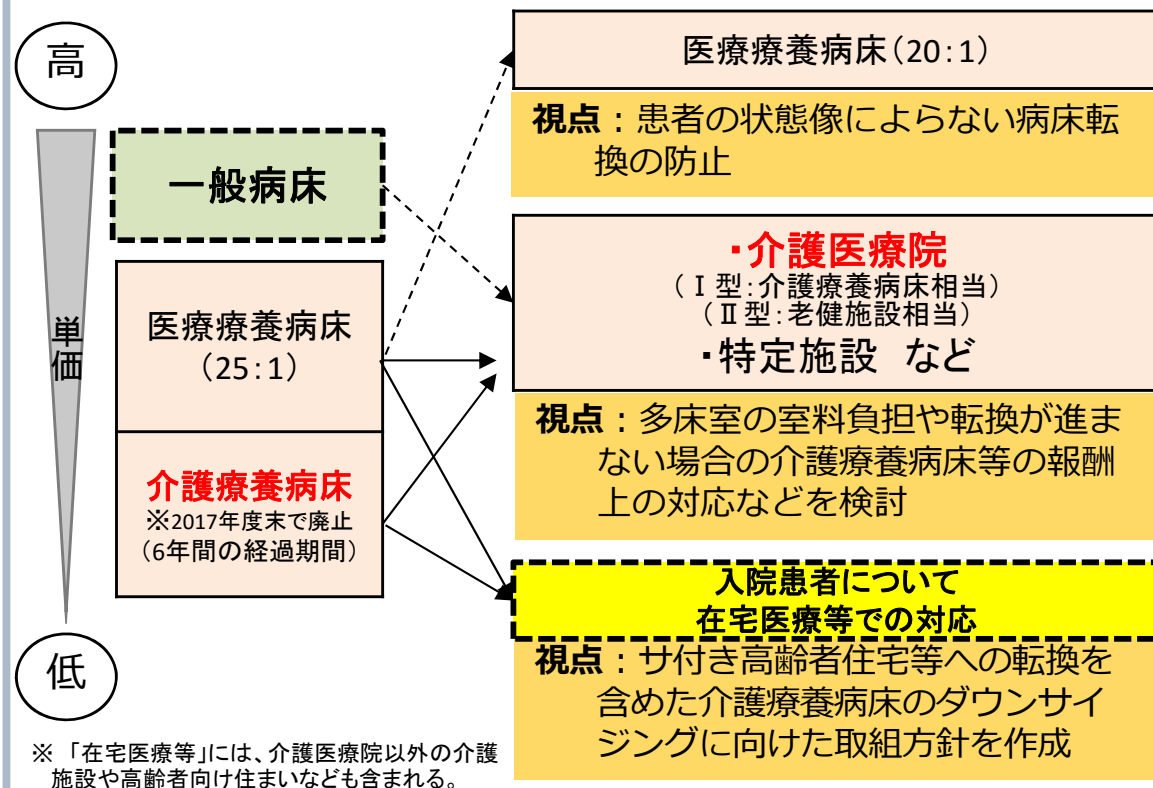 高
単価
低
一般病床
医療療養病床
（25：1）
介護療養病床
※2017年度末で廃止
（6年間の経過期間）
※ 「在宅医療等」には、介護医療院以外の介護
施設や高齢者向け住まいなども含まれる。
医療療養病床（20：1）
視点：患者の状態像によらない病床転
換の防止
・介護医療院
（Ⅰ型：介護療養病床相当）
（Ⅱ型：老健施設相当）
・特定施設 など
視点：多床室の室料負担や転換が進ま
ない場合の介護療養病床等の報酬
上の対応などを検討
入院患者について
在宅医療等での対応
視点：サ付き高齢者住宅等への転換を
含めた介護療養病床のダウンサイ
ジングに向けた取組方針を作成